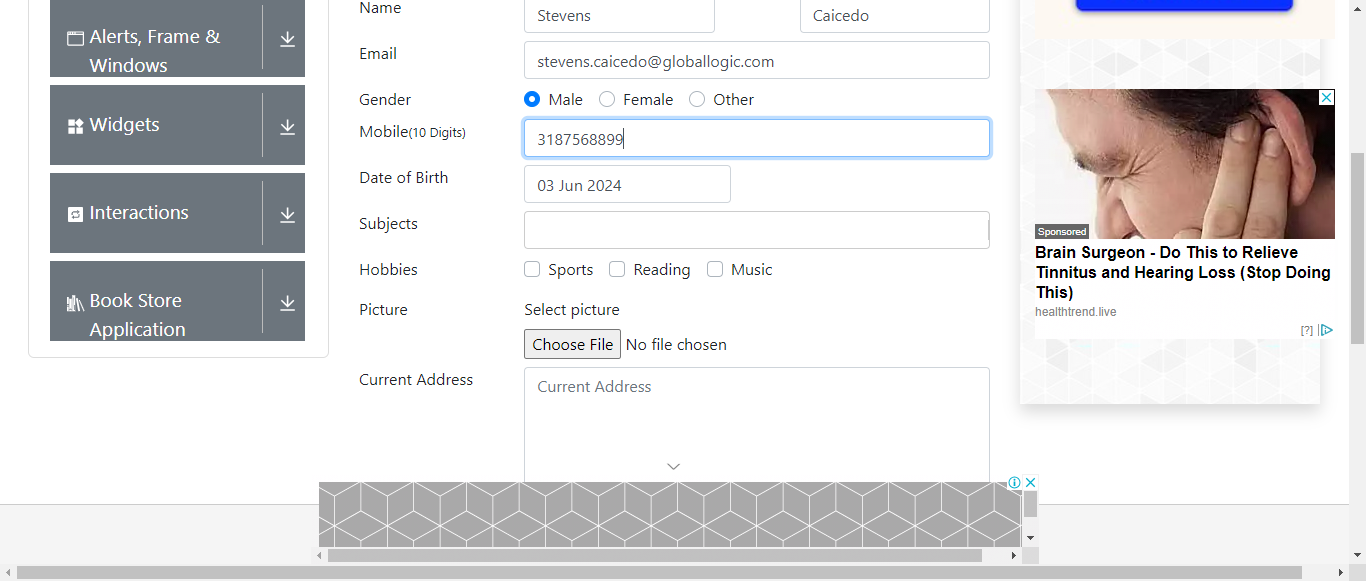 Alerts, Frame &
Windows
Widgets
Interactions
Book Store
Application
Name
Stevens
Caicedo
Email
stevens.caicedo@globallogic.com
Gender
Male
Female
Other
Mobile(10 Digits)
3187568899
Date of Birth
03 Jun 2024
Subjects
Hobbies
Sports
Reading
Music
Picture
Select picture
Choose File
No file chosen
Current Address
Current Address
Sponsored
Brain Surgeon - Do This to Relieve
Tinnitus and Hearing Loss (Stop Doing
This)
healthtrend.live
[?]